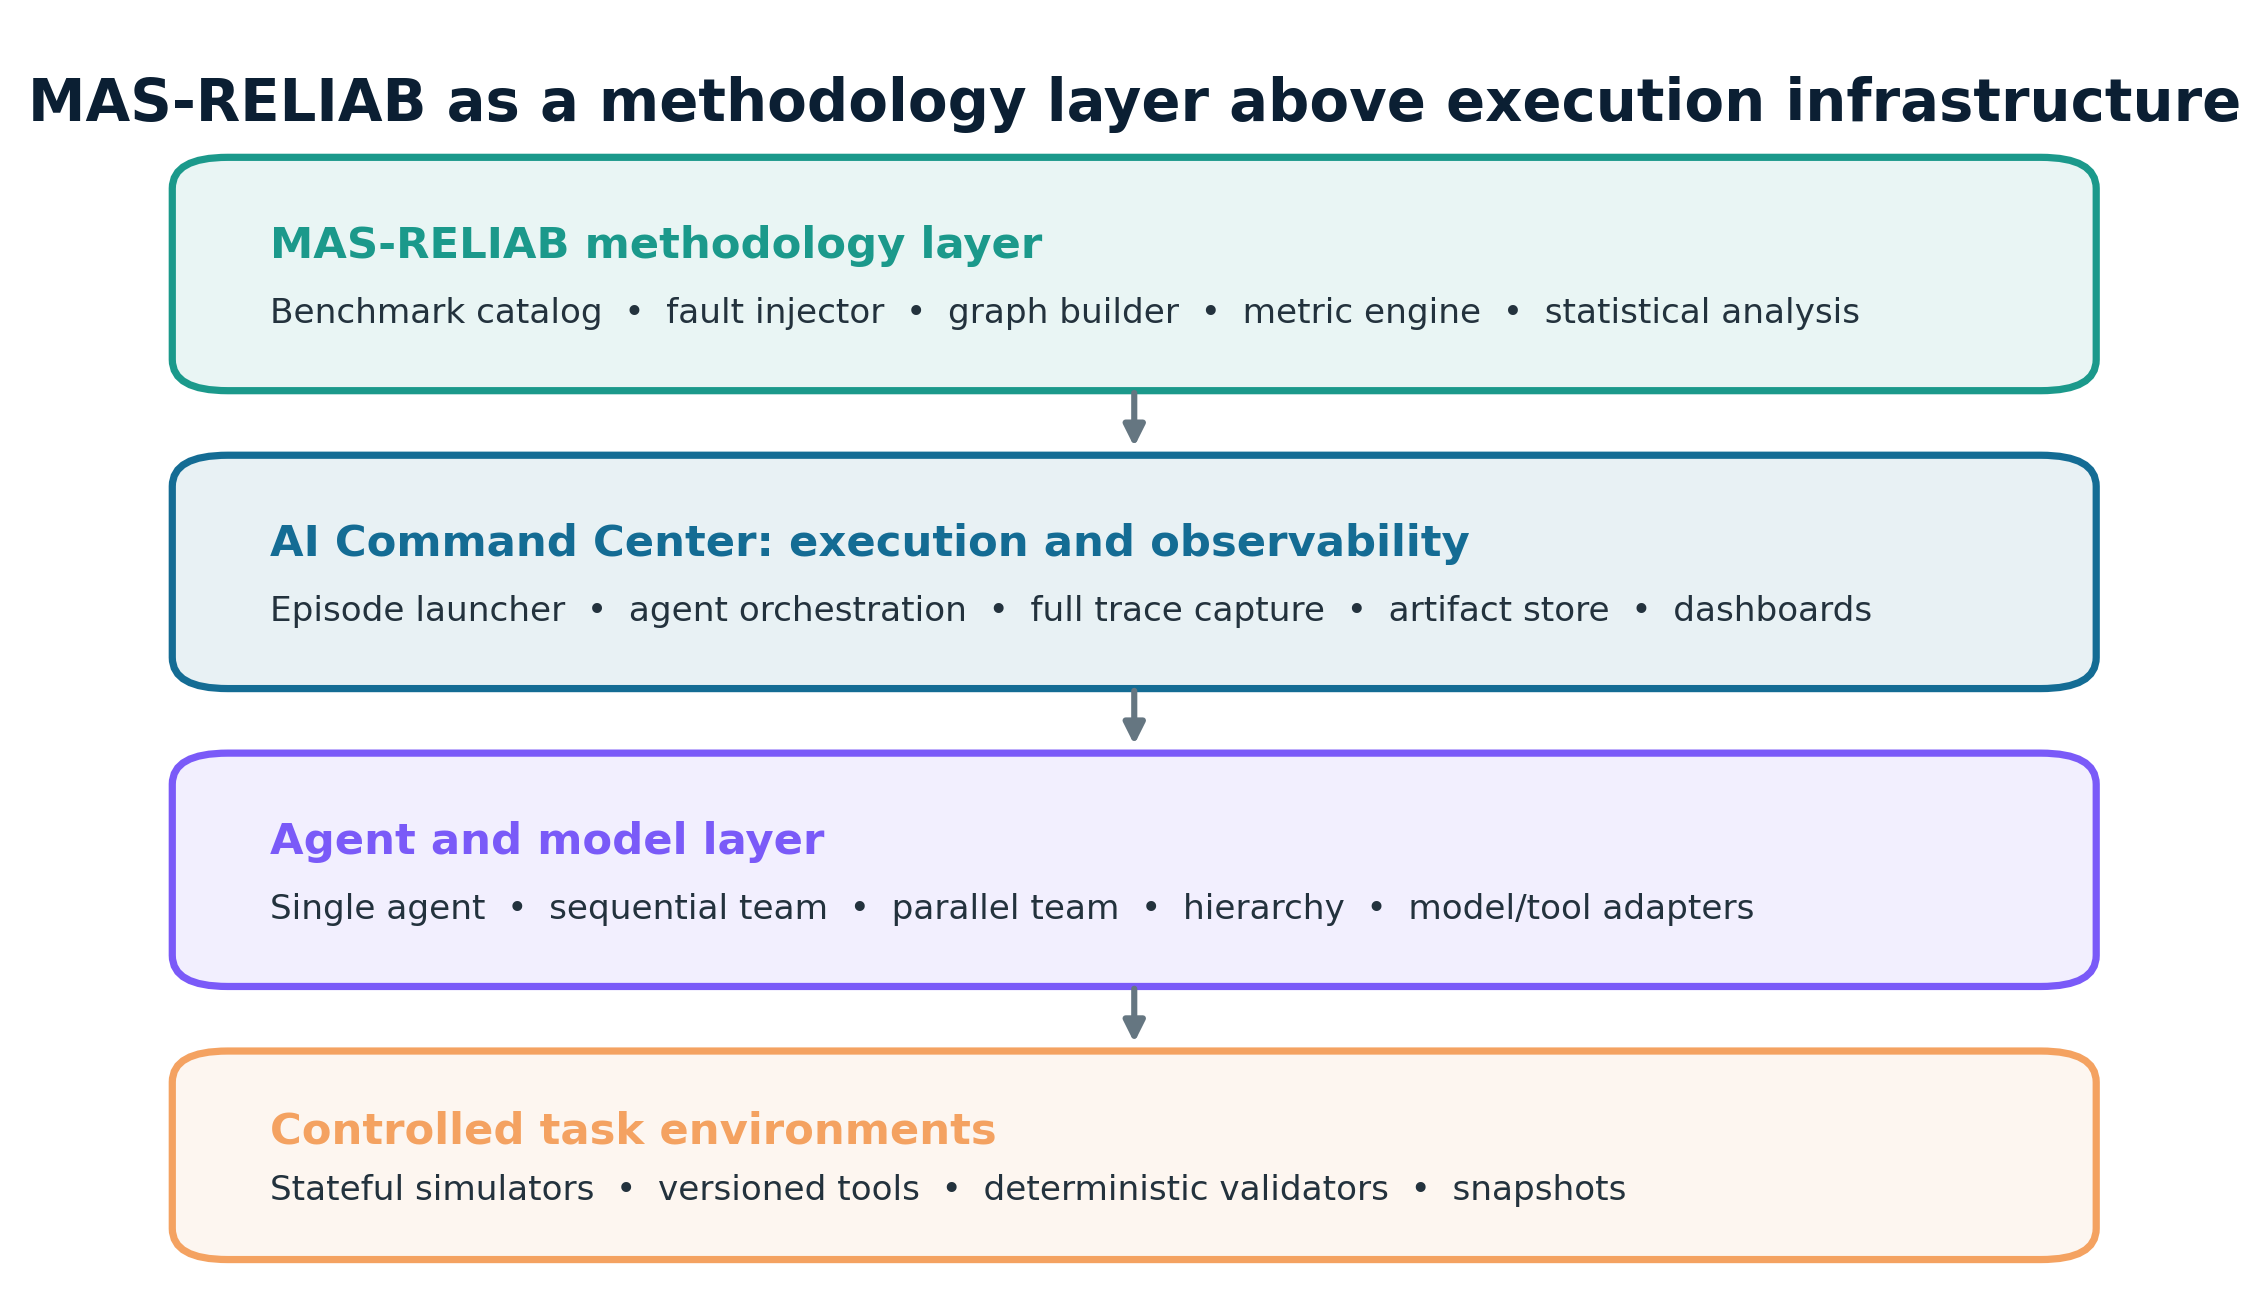 MAS-RELIAB as a methodology layer above execution infrastructure
MAS-RELIAB methodology layer
Benchmark catalog • fault injector • graph builder • metric engine • statistical analysis
AI Command Center: execution and observability
Episode launcher • agent orchestration • full trace capture • artifact store • dashboards
Agent and model layer
Single agent • sequential team • parallel team • hierarchy • model/tool adapters
Controlled task environments
Stateful simulators • versioned tools • deterministic validators • snapshots